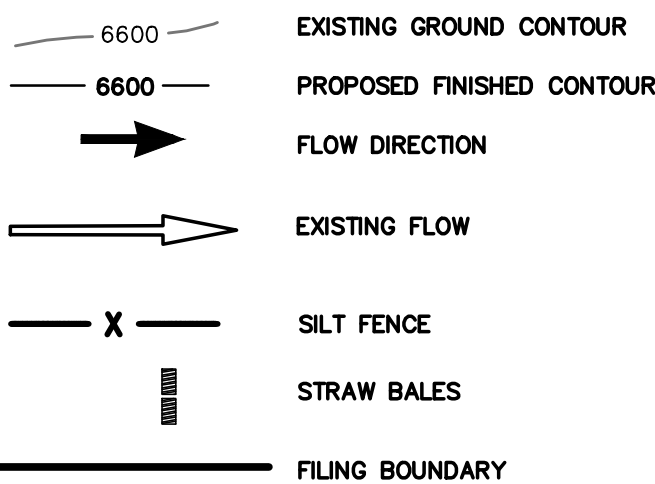 6600 EXISTING GROUND CONTOUR
6600 PROPOSED FINISHED CONTOUR
FLOW DIRECTION
EXISTING FLOW
X SILT FENCE
STRAW BALES
FILING BOUNDARY